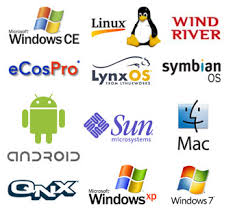 Microsoft
Windows CE
Linux
WIND
RIVER
eCosPro
LynxOS
FROM LYNUXWORKS
symbian
OS
ANDROID
Sun
microsystems
Mac
QNX
Microsoft
Windows xp
Windows 7